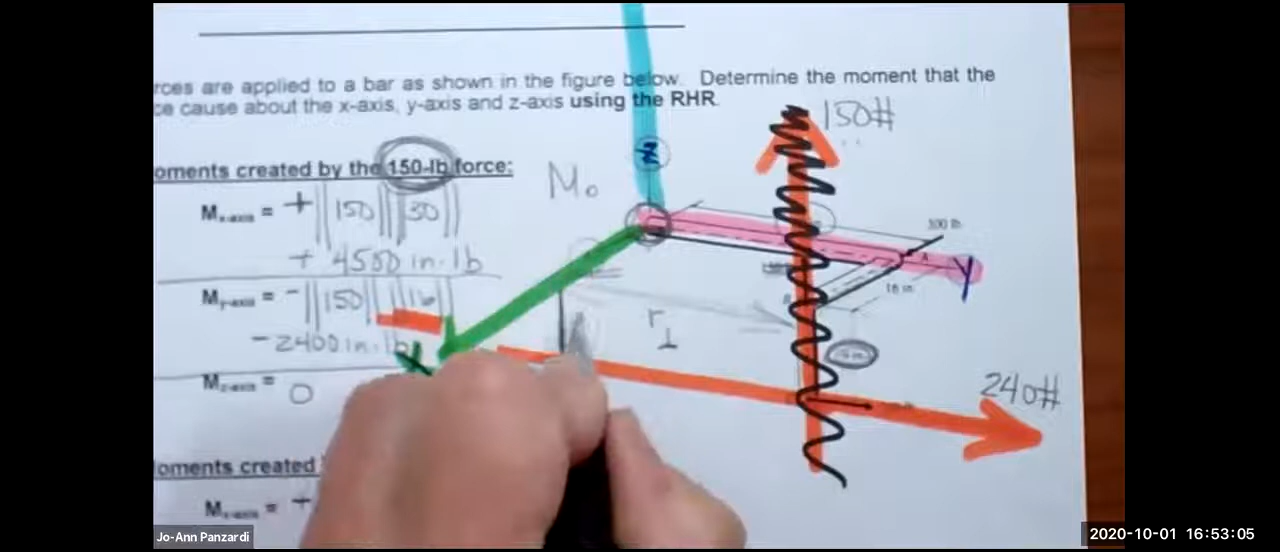 rces are applied to a bar as shown in the figure below. Determine the moment that the
ce cause about the x-axis, y-axis and z-axis using the RHR.
150#
oments created by the 150-lb force:
M₀
Mx-axis = + ||150|| ||30||
+ 4500 in·lb
100 lb
A
Y
My-axis = - ||150|| ||16||
16 in
r⊥
- 2400 in·lb
X
Mz-axis = 0
240#
oments created
Mx-axis = +
Jo-Ann Panzardi
2020-10-01 16:53:05